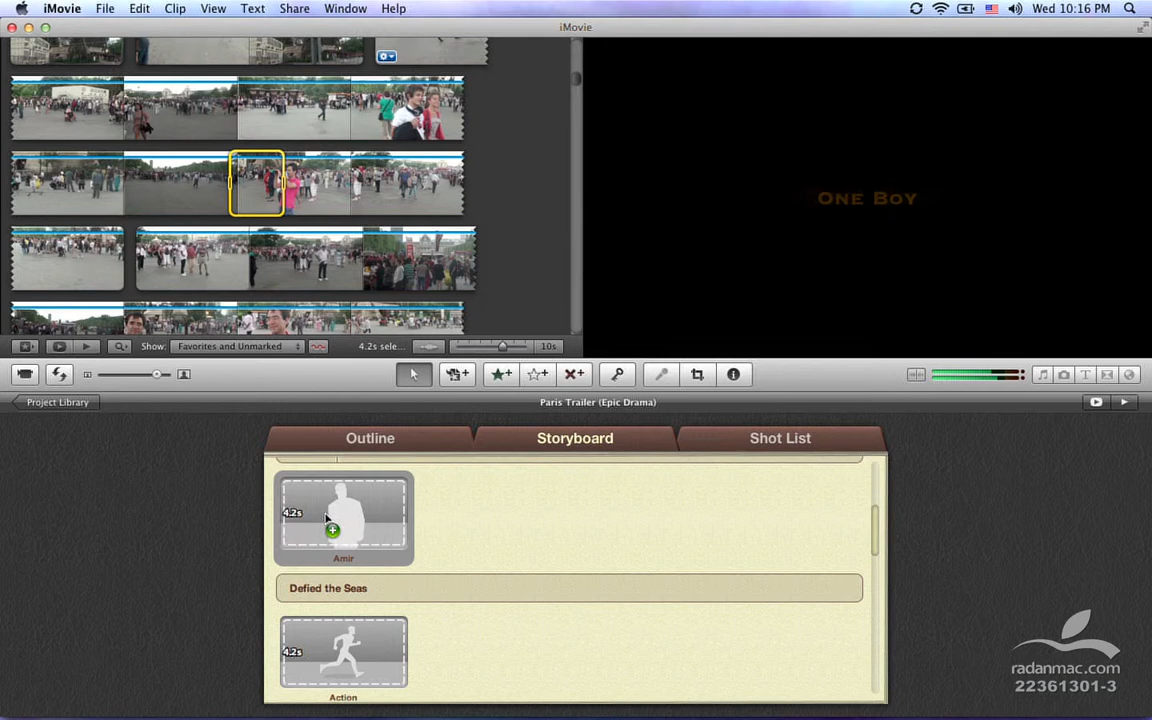 iMovie File Edit Clip View Text Share Window Help Wed 10:16 PM
iMovie
One Boy
Show: Favorites and Unmarked 4.2s sele... 10s
Project Library Paris Trailer (Epic Drama)
Outline Storyboard Shot List
4.2s
Amir
Defied the Seas
4.2s
Action
radanmac.com
22361301-3